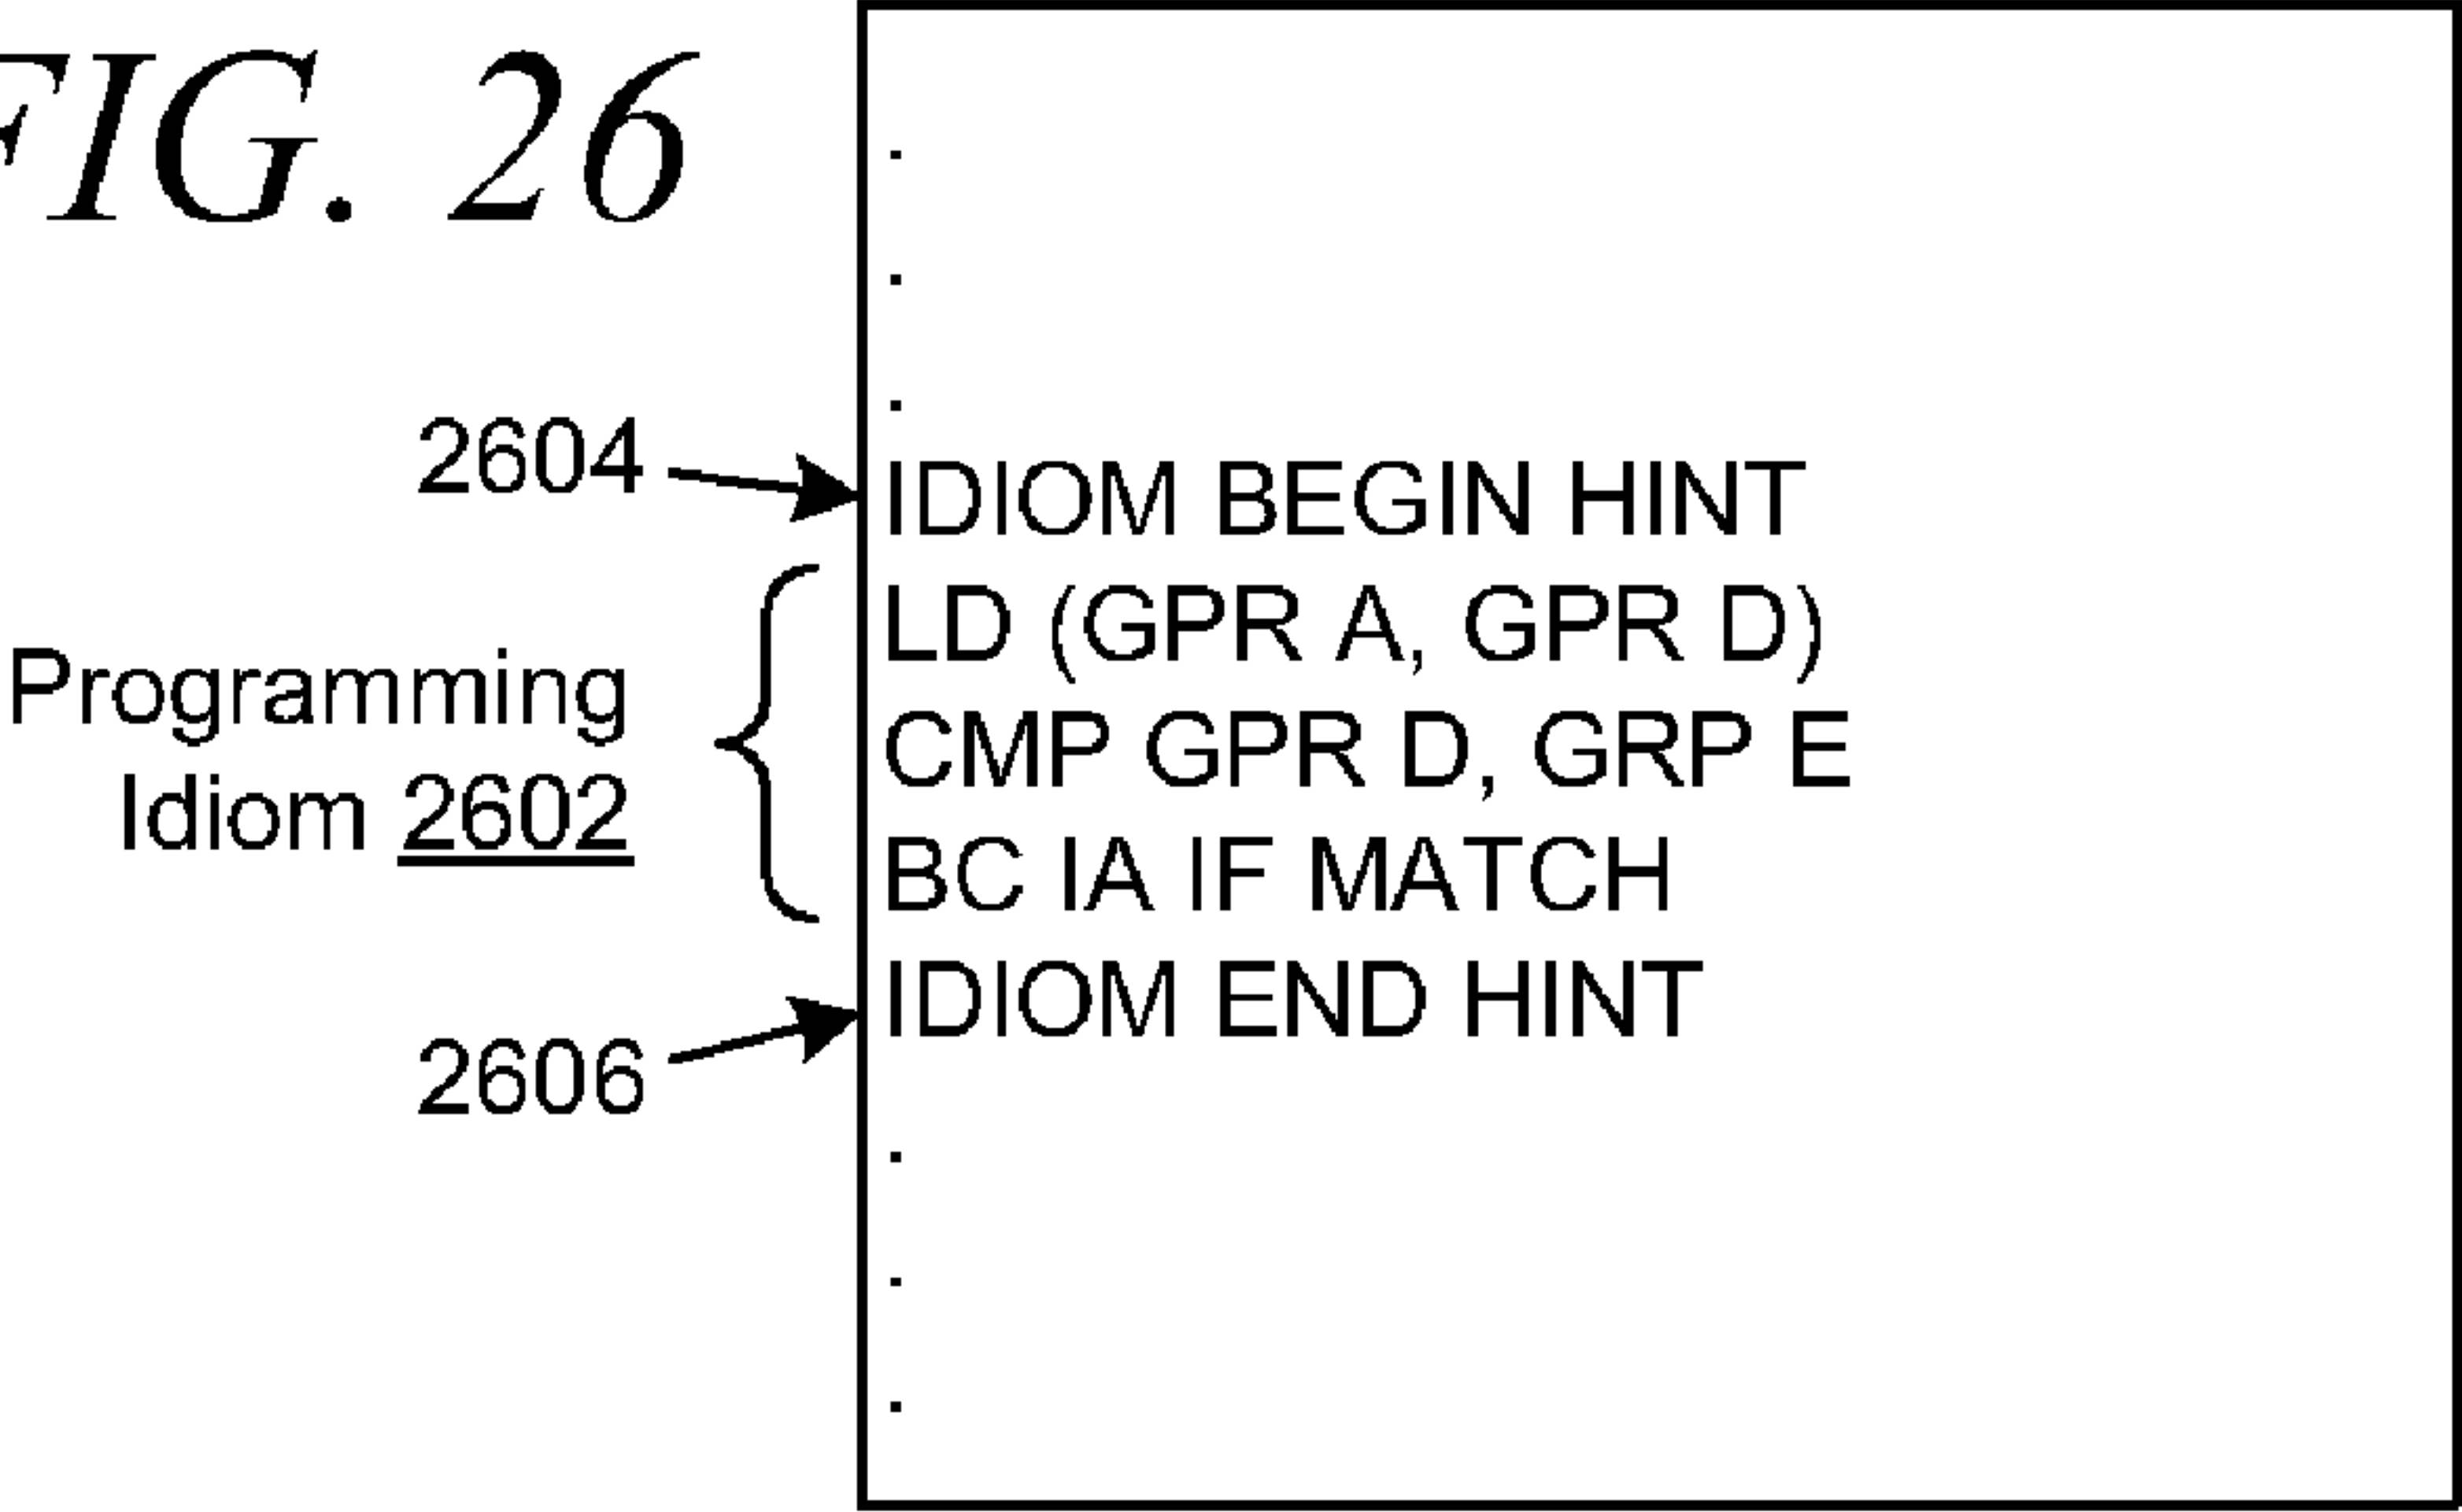 FIG. 26
.
.
.
2604
IDIOM BEGIN HINT
LD (GPR A, GPR D)
Programming
Idiom 2602
CMP GPR D, GRP E
BC IA IF MATCH
IDIOM END HINT
2606
.
.
.